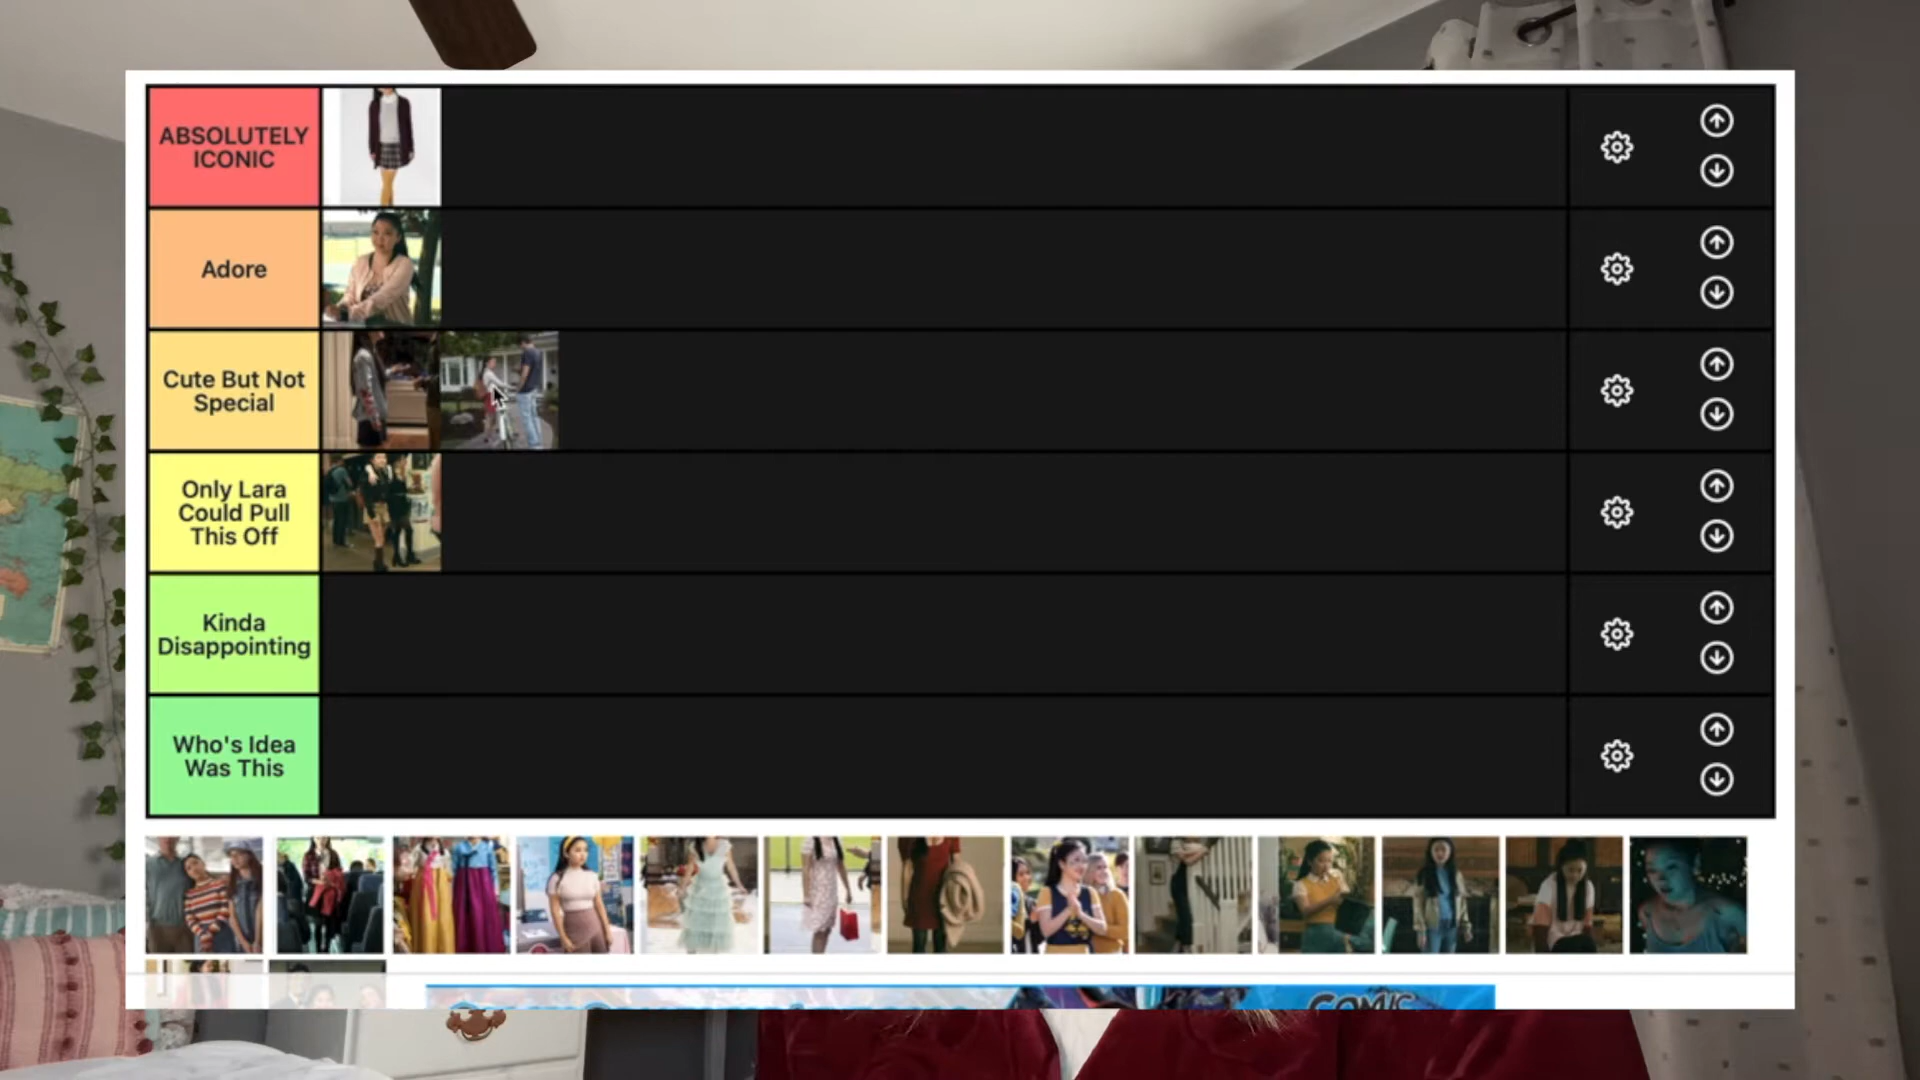 ABSOLUTELY
ICONIC
Adore
Cute But Not
Special
Only Lara
Could Pull
This Off
Kinda
Disappointing
Who's Idea
Was This
COMIC